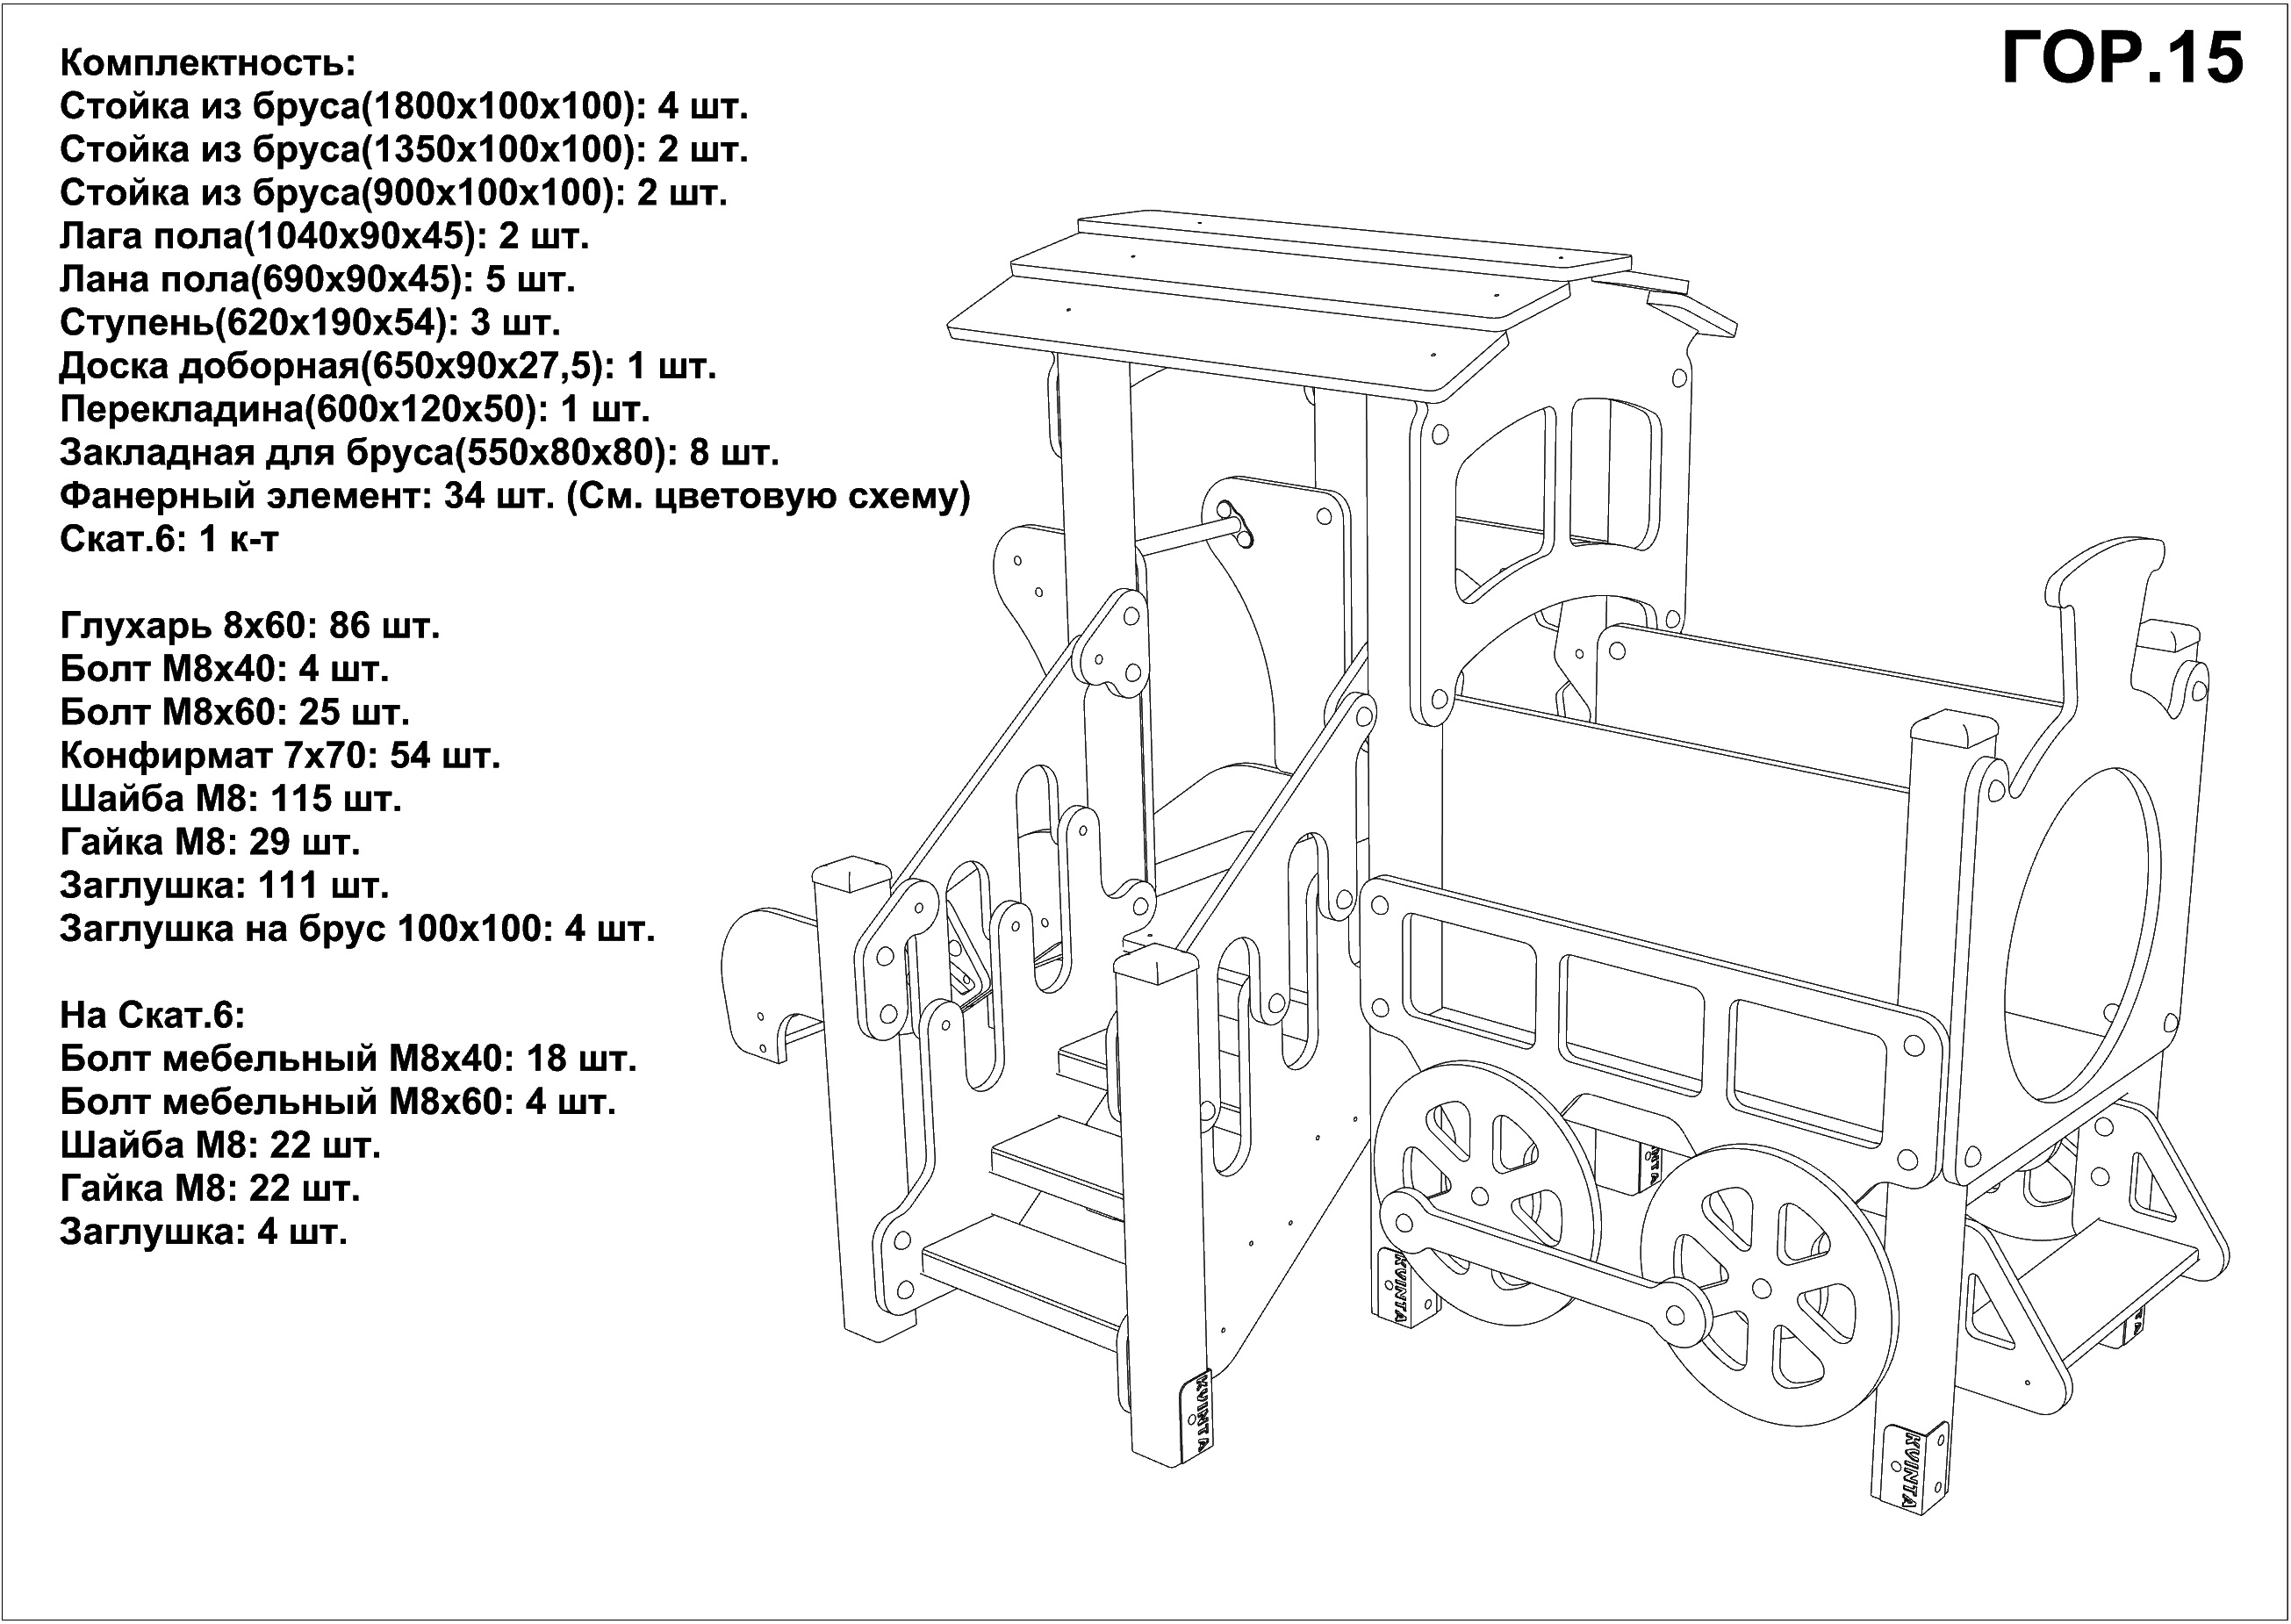 ГОР.15
Комплектность:
Стойка из бруса(1800х100х100): 4 шт.
Стойка из бруса(1350х100х100): 2 шт.
Стойка из бруса(900х100х100): 2 шт.
Лага пола(1040х90х45): 2 шт.
Лана пола(690х90х45): 5 шт.
Ступень(620х190х54): 3 шт.
Доска доборная(650х90х27,5): 1 шт.
Перекладина(600х120х50): 1 шт.
Закладная для бруса(550х80х80): 8 шт.
Фанерный элемент: 34 шт. (См. цветовую схему)
Скат.6: 1 к-т
Глухарь 8х60: 86 шт.
Болт М8х40: 4 шт.
Болт М8х60: 25 шт.
Конфирмат 7х70: 54 шт.
Шайба М8: 115 шт.
Гайка М8: 29 шт.
Заглушка: 111 шт.
Заглушка на брус 100х100: 4 шт.
На Скат.6:
Болт мебельный М8х40: 18 шт.
Болт мебельный М8х60: 4 шт.
Шайба М8: 22 шт.
Гайка М8: 22 шт.
Заглушка: 4 шт.
KVINTA
KVINTA
KVINTA